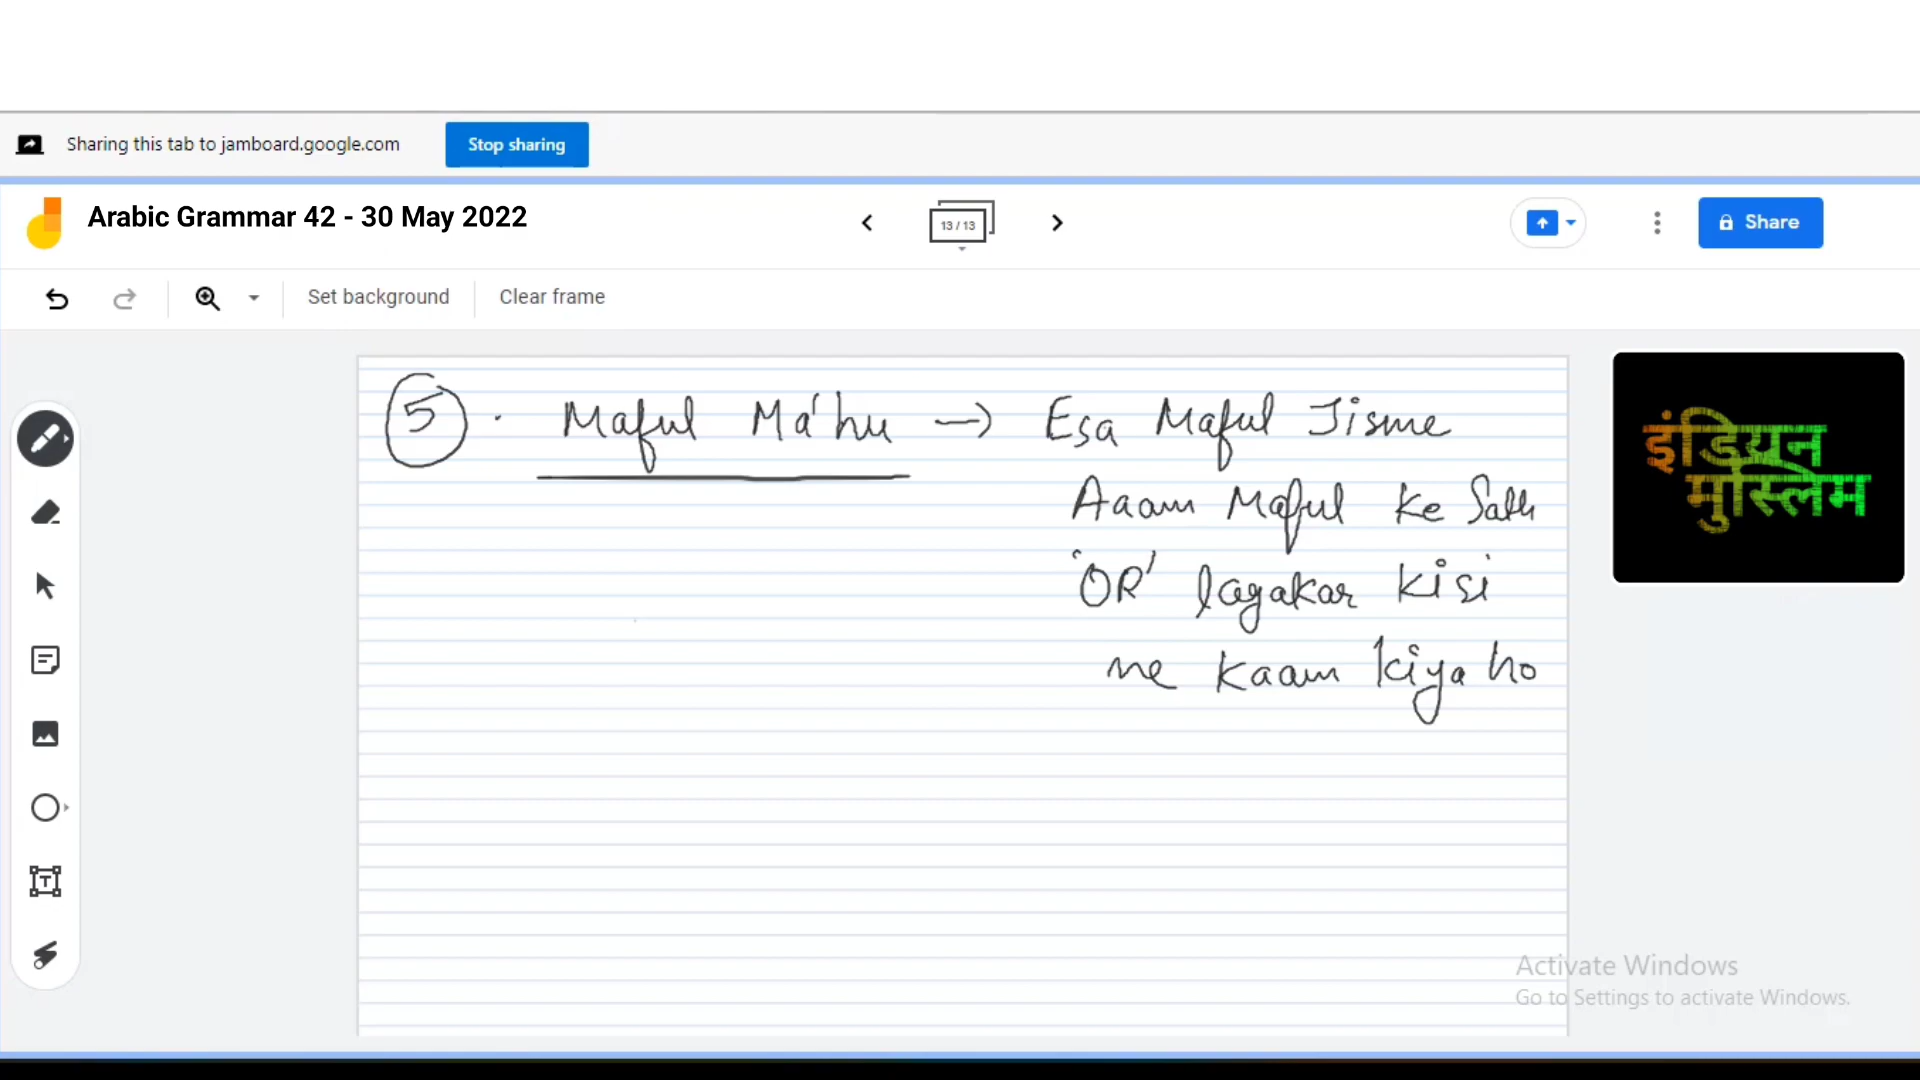 Sharing this tab to jamboard.google.com Stop sharing
Arabic Grammar 42 - 30 May 2022
13 / 13
Share
Set background Clear frame
5. Maful Ma'hu → Esa Maful Jisme
Aaam Maful Ke Sath
'OR' lagakar Kisi
ne Kaam Kiya ho
इंडियन
मुस्लिम
Activate Windows
Go to Settings to activate Windows.